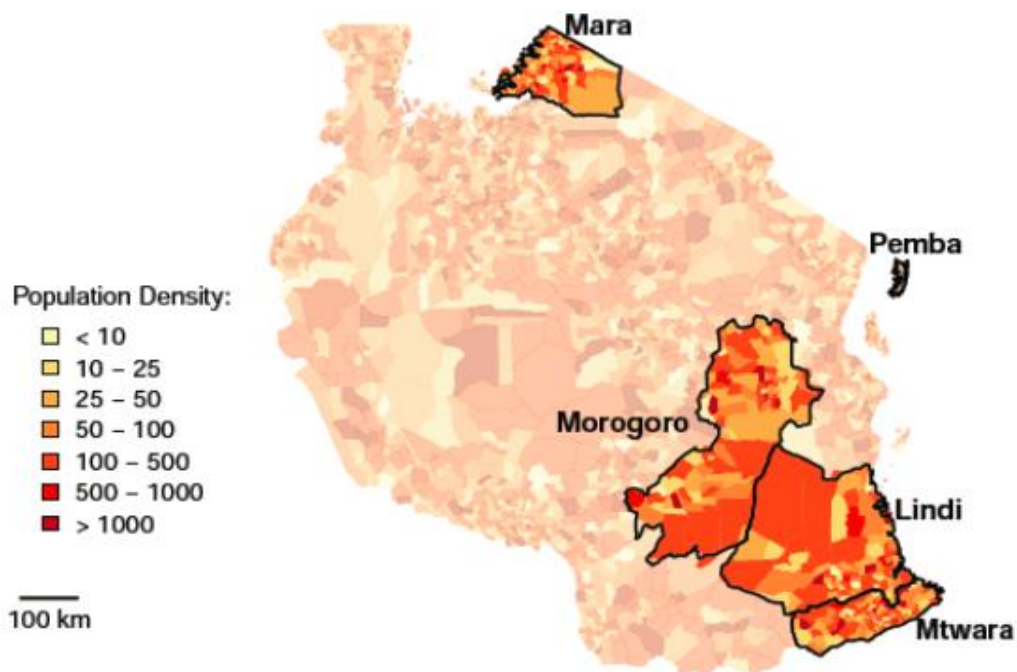 Mara
Pemba
Population Density:
< 10
10 – 25
25 – 50
50 – 100
100 – 500
500 – 1000
> 1000
Morogoro
Lindi
100 km
Mtwara